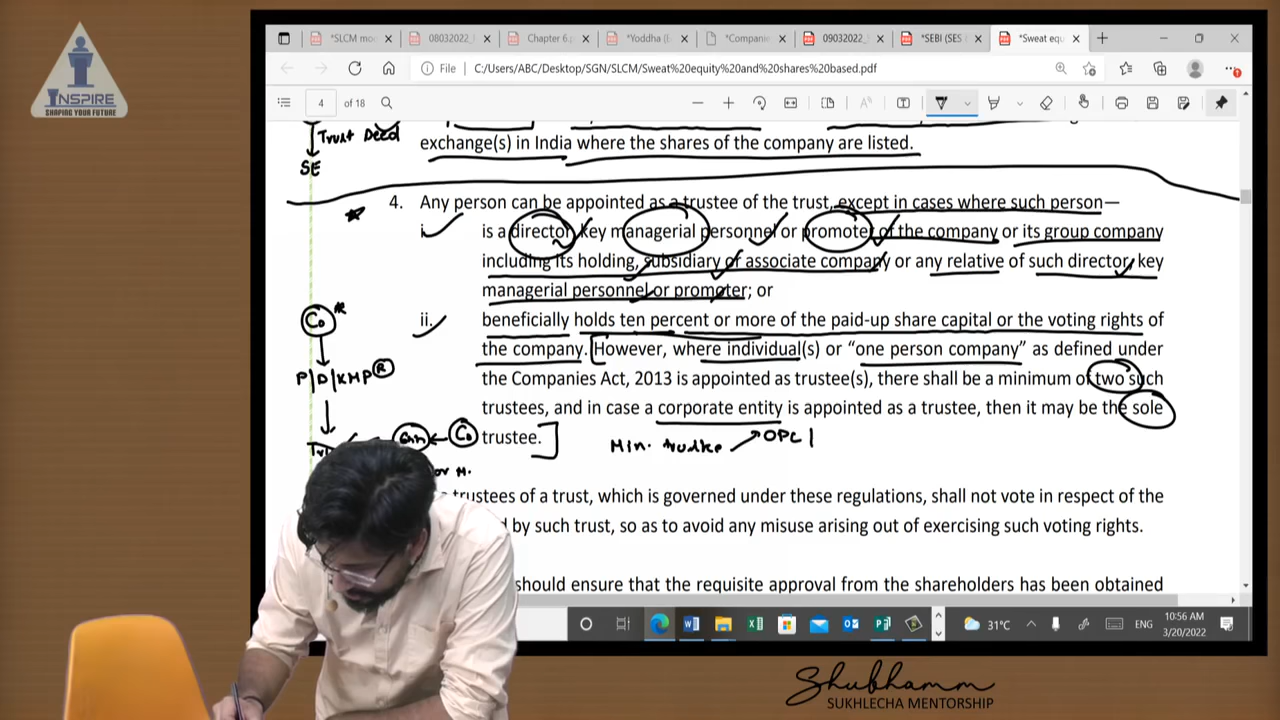 INSPIRE
SHAPING YOUR FUTURE
*SLCM mo
08032022_
Chapter 6.
*Yoddha (E
*Companie
09032022_
*SEBI (SES
*Sweat equ
File
C:/Users/ABC/Desktop/SGN/SLCM/Sweat%20equity%20and%20shares%20based.pdf
4 of 18
Trust Deed
SE
exchange(s) in India where the shares of the company are listed.
4. Any person can be appointed as a trustee of the trust, except in cases where such person—
i. is a director, key managerial personnel or promoter of the company or its group company
including its holding, subsidiary or associate company or any relative of such director, key
managerial personnel or promoter; or
ii. beneficially holds ten percent or more of the paid-up share capital or the voting rights of
the company. However, where individual(s) or “one person company” as defined under
the Companies Act, 2013 is appointed as trustee(s), there shall be a minimum of two such
trustees, and in case a corporate entity is appointed as a trustee, then it may be the sole
trustee.
Co
P|D|KMP R
Co
Min. trustee OPC |
or M.
trustees of a trust, which is governed under these regulations, shall not vote in respect of the
by such trust, so as to avoid any misuse arising out of exercising such voting rights.
should ensure that the requisite approval from the shareholders has been obtained
31°C
ENG
10:56 AM
3/20/2022
Shubhamm
SUKHLECHA MENTORSHIP